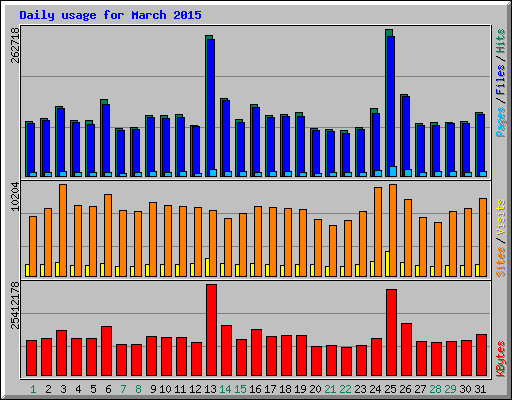 Daily usage for March 2015
262718
Pages / Files / Hits
10204
Sites / Visits
25412178
KBytes
1 2 3 4 5 6 7 8 9 10 11 12 13 14 15 16 17 18 19 20 21 22 23 24 25 26 27 28 29 30 31